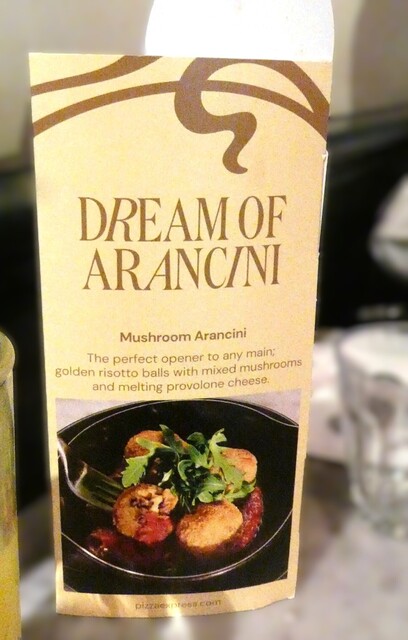 DREAM OF
ARANCINI
Mushroom Arancini
The perfect opener to any main;
golden risotto balls with mixed mushrooms
and melting provolone cheese.
pizzaexpress.com